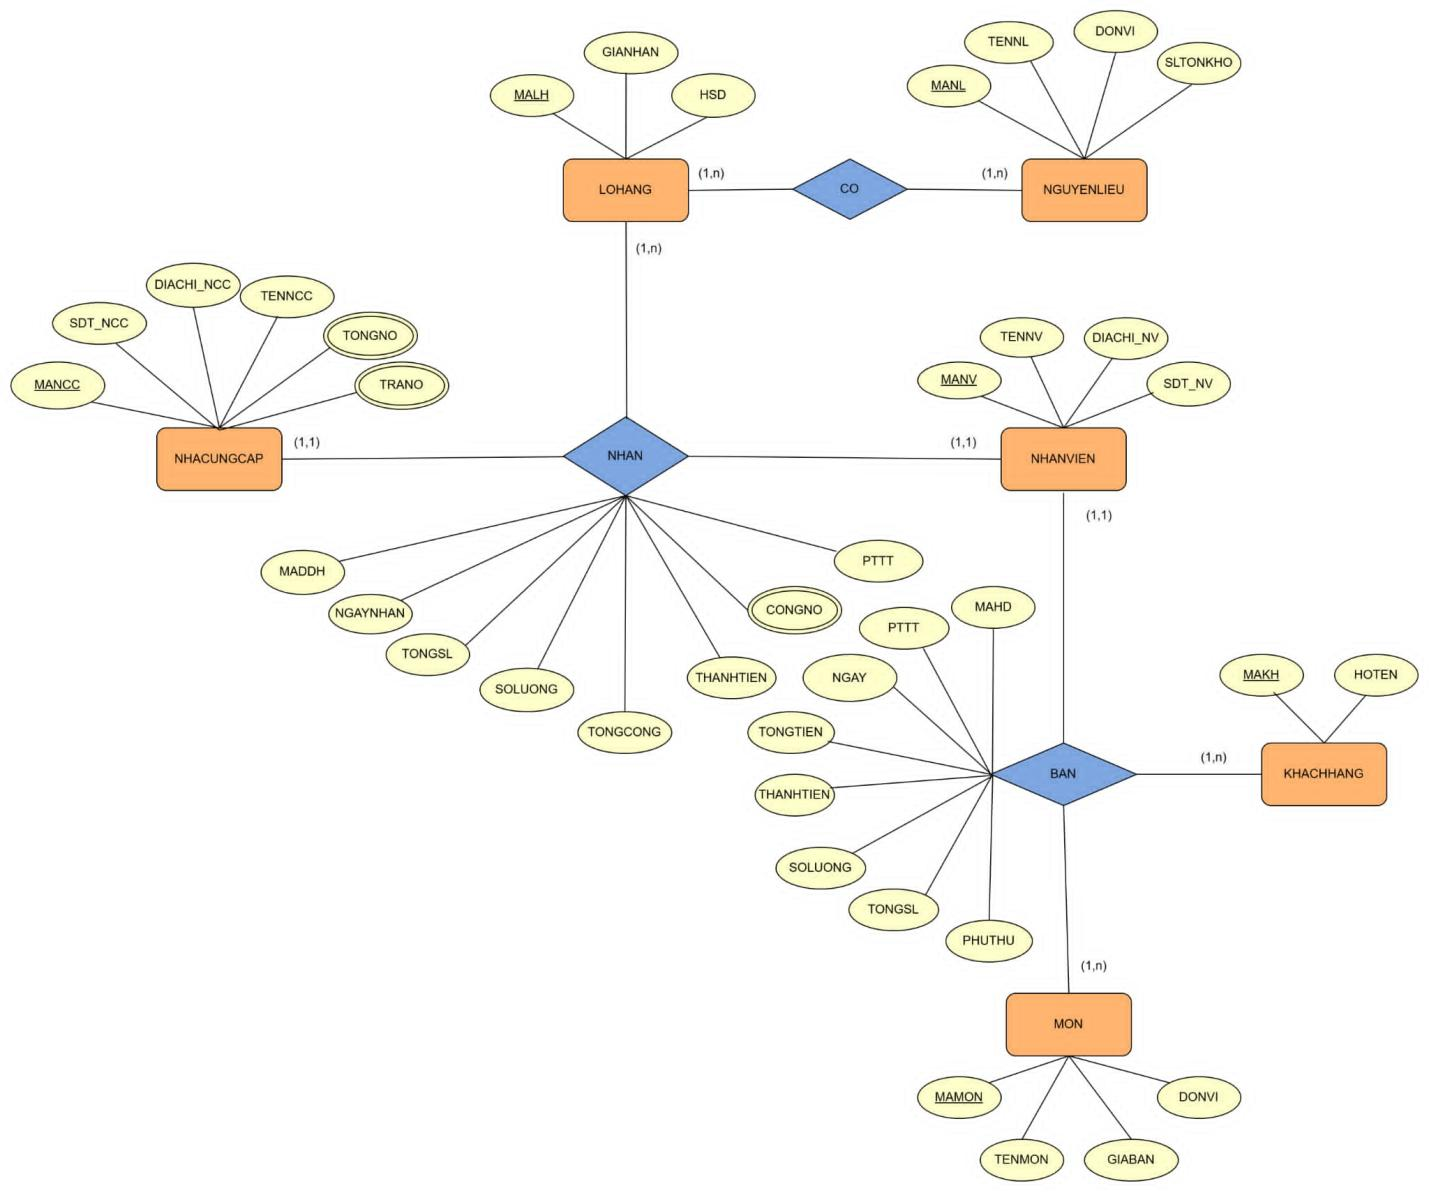 GIANHAN
MALH
HSD
LOHANG
(1,n)
CO
(1,n)
TENNL
DONVI
SLTONKHO
MANL
NGUYENLIEU
(1,n)
DIACHI_NCC
TENNCC
SDT_NCC
TONGNO
MANCC
TRANO
NHACUNGCAP
(1,1)
NHAN
(1,1)
TENNV
DIACHI_NV
MANV
SDT_NV
NHANVIEN
(1,1)
MADDH
NGAYNHAN
TONGSL
SOLUONG
TONGCONG
THANHTIEN
CONGNO
PTTT
MAHD
PTTT
NGAY
TONGTIEN
THANHTIEN
SOLUONG
TONGSL
PHUTHU
BAN
(1,n)
MAKH
HOTEN
KHACHHANG
(1,n)
MON
MAMON
DONVI
TENMON
GIABAN